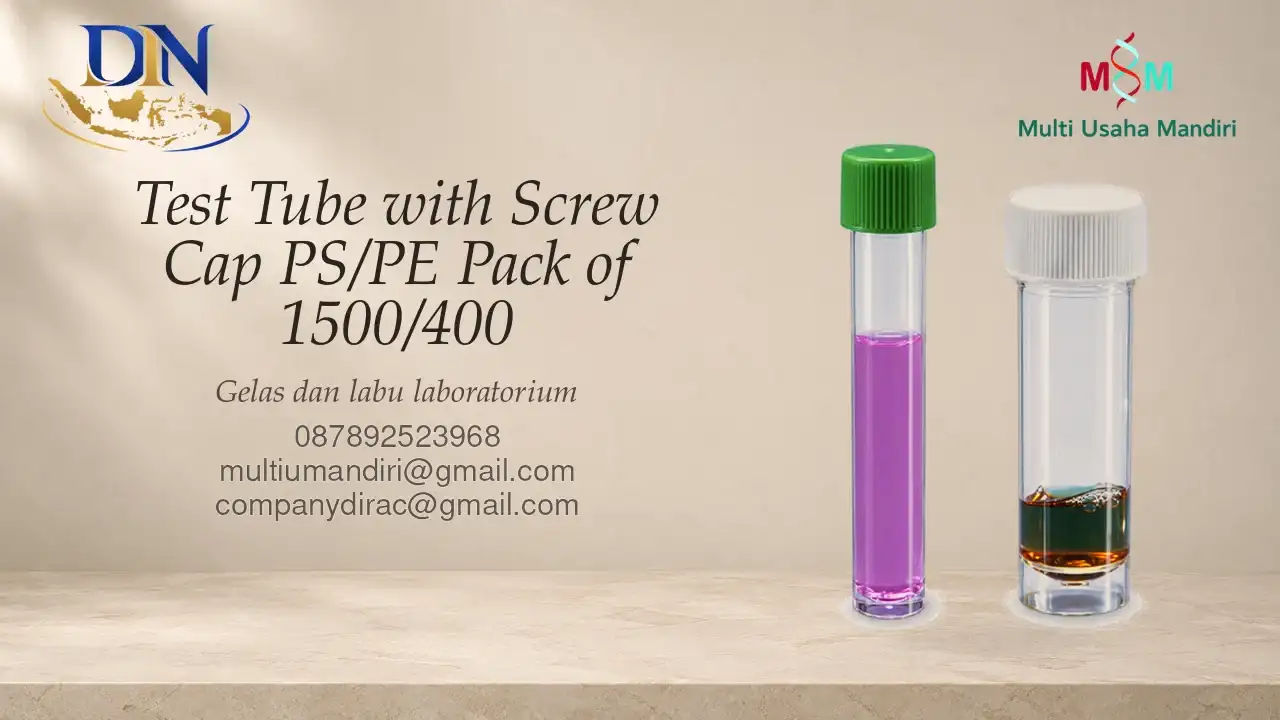 DIN
M M
Multi Usaha Mandiri
Test Tube with Screw
Cap PS/PE Pack of
1500/400
Gelas dan labu laboratorium
087892523968
multiumandiri@gmail.com
companydirac@gmail.com